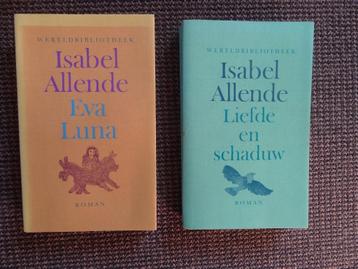 WERELDBIBLIOTHEEK
Isabel
Allende
Eva
Luna
ROMAN
WERELDBIBLIOTHEEK
Isabel
Allende
Liefde
en
schaduw
ROMAN